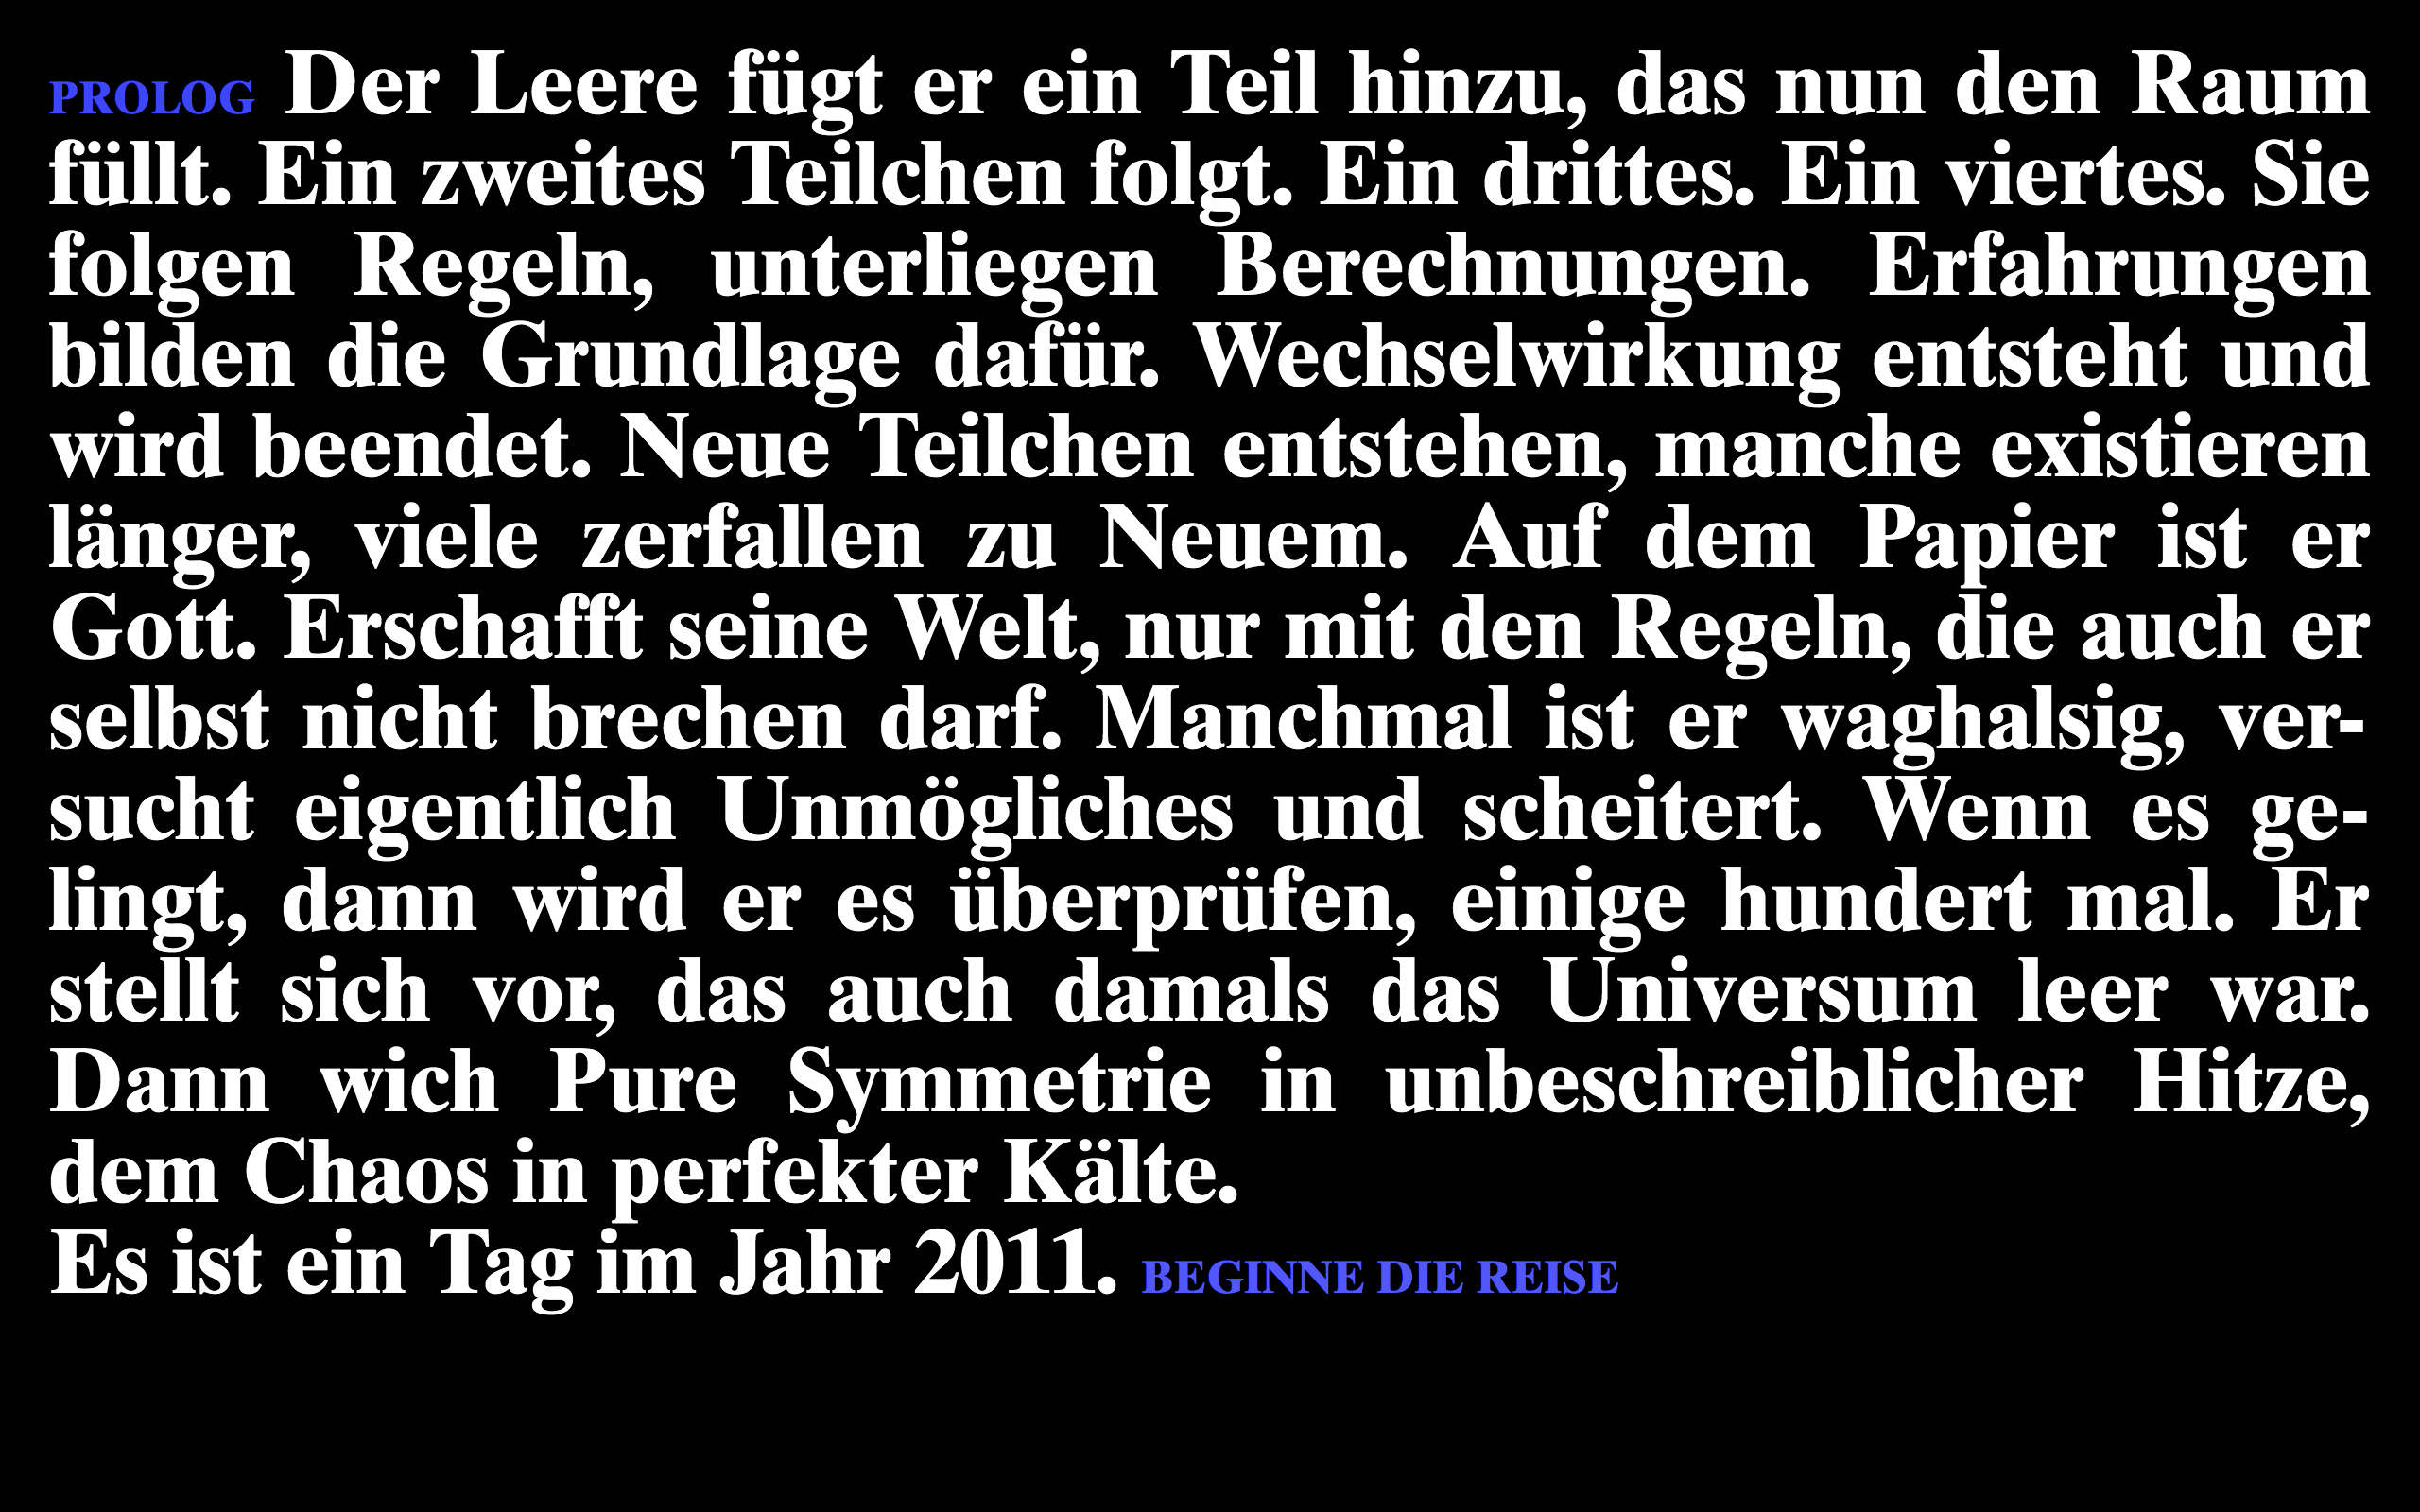 PROLOG Der Leere fügt er ein Teil hinzu, das nun den Raum
füllt. Ein zweites Teilchen folgt. Ein drittes. Ein viertes. Sie
folgen Regeln, unterliegen Berechnungen. Erfahrungen
bilden die Grundlage dafür. Wechselwirkung entsteht und
wird beendet. Neue Teilchen entstehen, manche existieren
länger, viele zerfallen zu Neuem. Auf dem Papier ist er
Gott. Erschafft seine Welt, nur mit den Regeln, die auch er
selbst nicht brechen darf. Manchmal ist er waghalsig, ver-
sucht eigentlich Unmögliches und scheitert. Wenn es ge-
lingt, dann wird er es überprüfen, einige hundert mal. Er
stellt sich vor, das auch damals das Universum leer war.
Dann wich Pure Symmetrie in unbeschreiblicher Hitze,
dem Chaos in perfekter Kälte.
Es ist ein Tag im Jahr 2011. BEGINNE DIE REISE